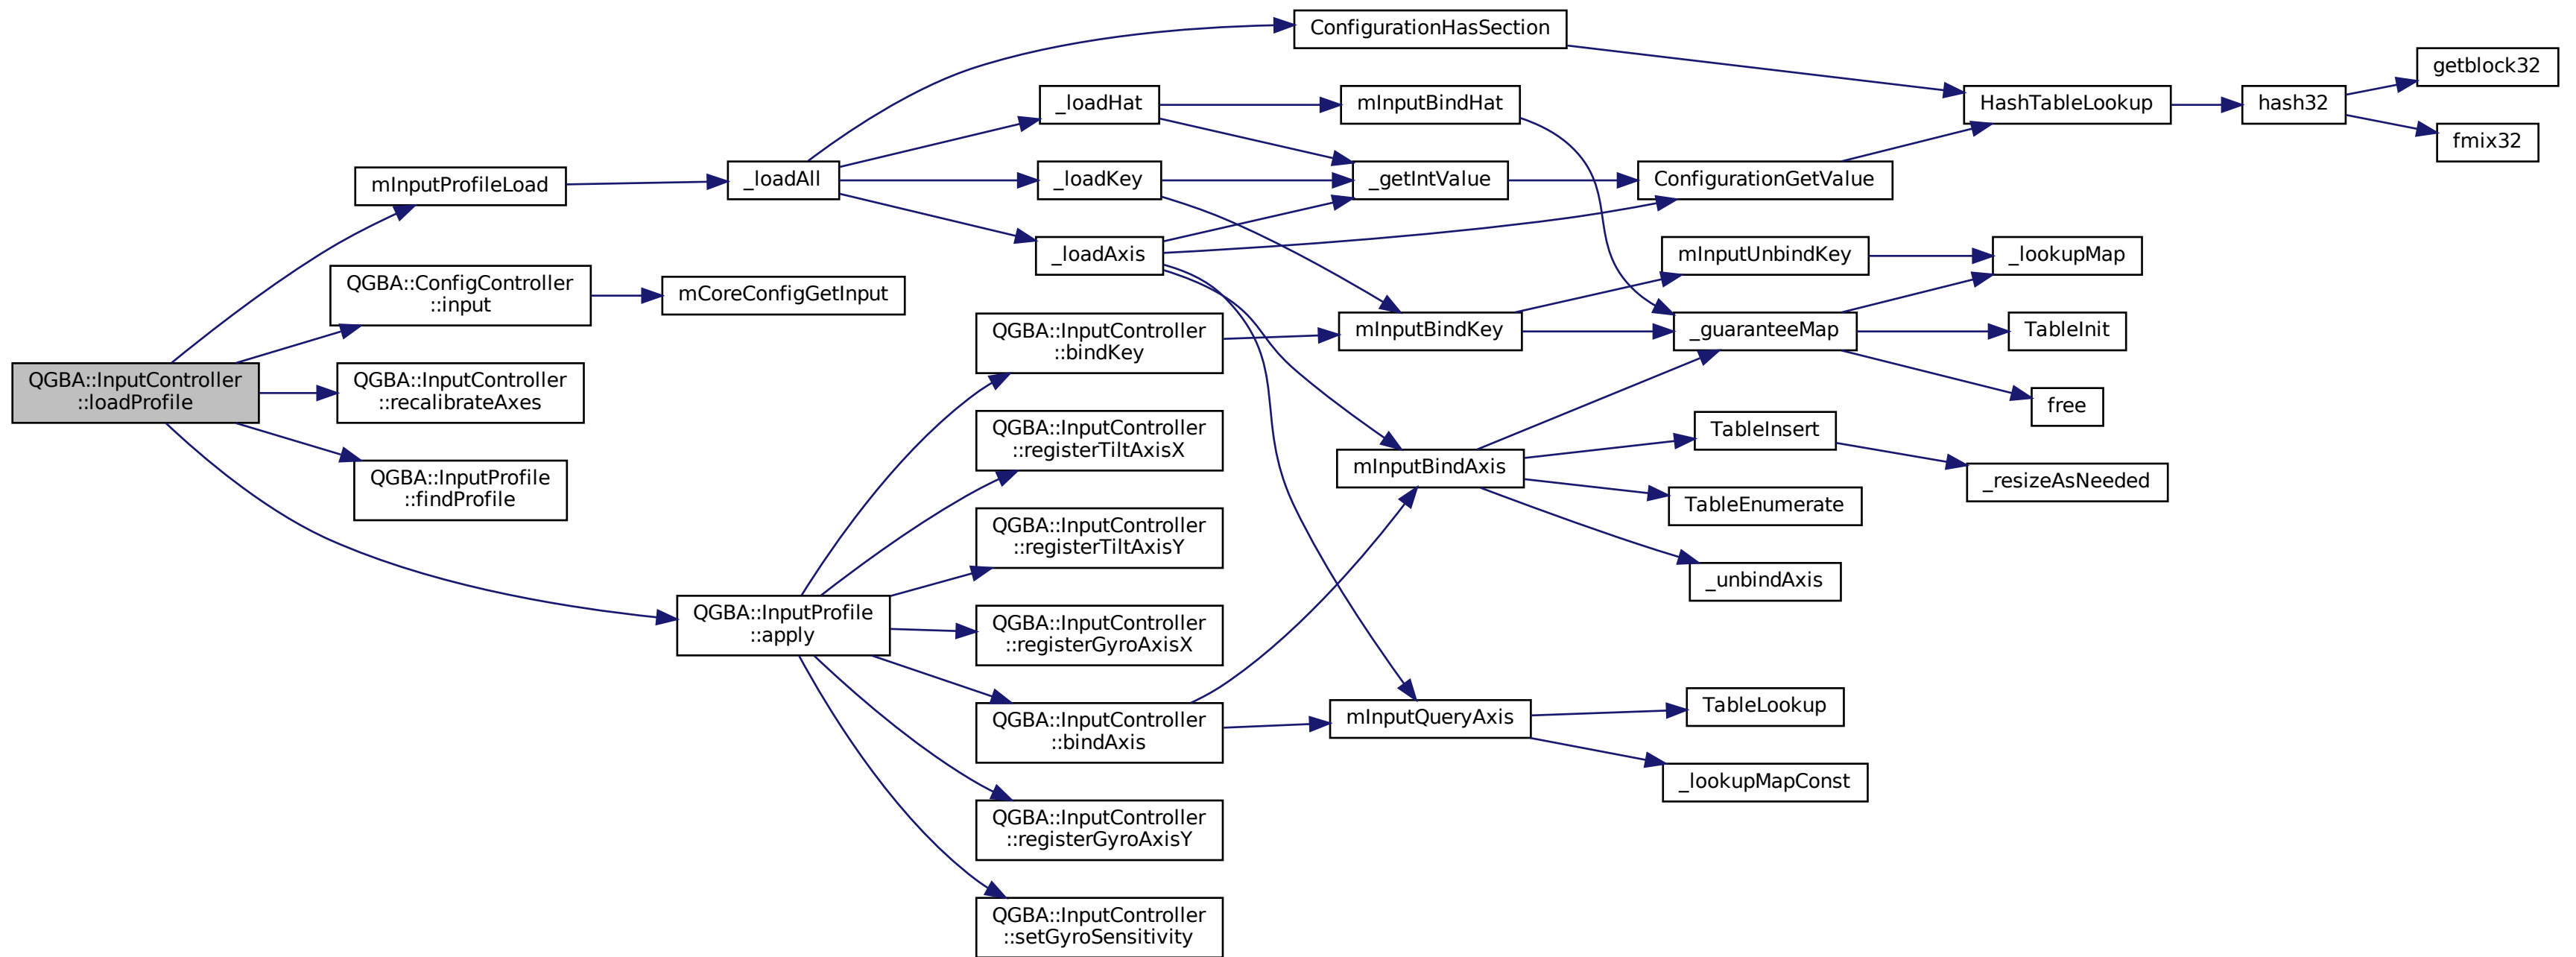 QGBA::InputController
::loadProfile
mInputProfileLoad
QGBA::ConfigController
::input
QGBA::InputController
::recalibrateAxes
QGBA::InputProfile
::findProfile
mCoreConfigGetInput
_loadAll
QGBA::InputProfile
::apply
ConfigurationHasSection
_loadHat
_loadKey
_loadAxis
QGBA::InputController
::bindKey
QGBA::InputController
::registerTiltAxisX
QGBA::InputController
::registerTiltAxisY
QGBA::InputController
::registerGyroAxisX
QGBA::InputController
::bindAxis
QGBA::InputController
::registerGyroAxisY
QGBA::InputController
::setGyroSensitivity
mInputBindHat
_getIntValue
mInputBindKey
mInputBindAxis
mInputQueryAxis
ConfigurationGetValue
mInputUnbindKey
_guaranteeMap
TableInsert
TableEnumerate
_unbindAxis
TableLookup
_lookupMapConst
HashTableLookup
_lookupMap
TableInit
free
_resizeAsNeeded
hash32
getblock32
fmix32